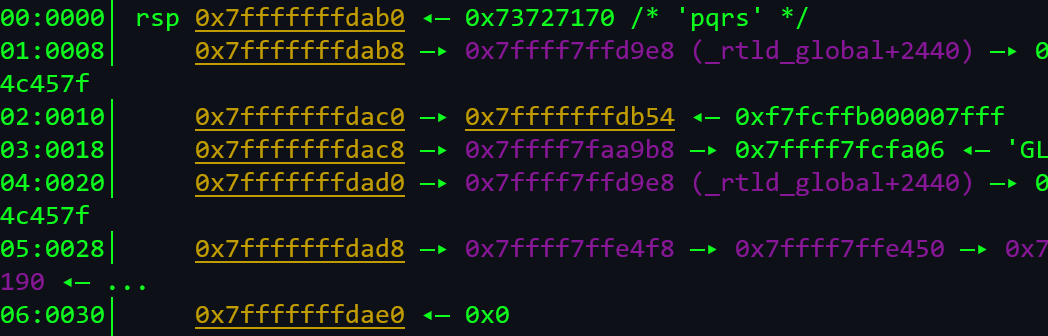 00:0000│ rsp 0x7fffffffdab0 ◂— 0x73727170 /* 'pqrs' */
01:0008│     0x7fffffffdab8 —▸ 0x7ffff7ffd9e8 (_rtld_global+2440) —▸ 0
4c457f
02:0010│     0x7fffffffdac0 —▸ 0x7fffffffdb54 ◂— 0xf7fcffb000007fff
03:0018│     0x7fffffffdac8 —▸ 0x7ffff7faa9b8 —▸ 0x7ffff7fcfa06 ◂— 'GL
04:0020│     0x7fffffffdad0 —▸ 0x7ffff7ffd9e8 (_rtld_global+2440) —▸ 0
4c457f
05:0028│     0x7fffffffdad8 —▸ 0x7ffff7ffe4f8 —▸ 0x7ffff7ffe450 —▸ 0x7
190 ◂— ...
06:0030│     0x7fffffffdae0 ◂— 0x0